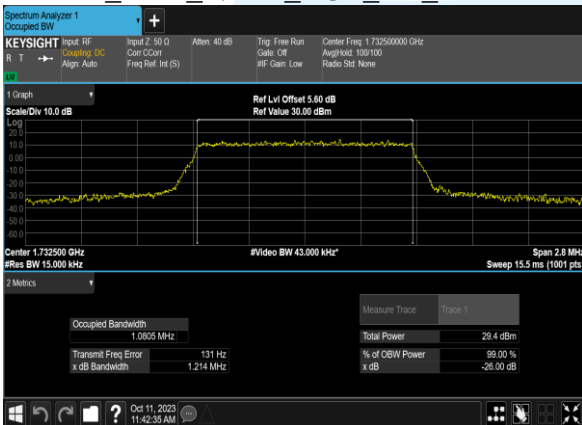 Spectrum Analyzer 1
Occupied BW
+
KEYSIGHT Input: RF Input Z: 50 Ω Atten: 40 dB Trig: Free Run Center Freq: 1.732500000 GHz
R T Coupling: DC Corr CCorr Gate: Off Avg|Hold: 100/100
Align: Auto Freq Ref: Int (S) #IF Gain: Low Radio Std: None
LU
1 Graph
Ref Lvl Offset 5.60 dB
Scale/Div 10.0 dB Ref Value 30.00 dBm
Log
20.0
10.0
0.00
-10.0
-20.0
-30.0
-40.0
-50.0
-60.0
Center 1.732500 GHz #Video BW 43.000 kHz* Span 2.8 MHz
#Res BW 15.000 kHz Sweep 15.5 ms (1001 pts
2 Metrics
Measure Trace Trace 1
Occupied Bandwidth
1.0805 MHz Total Power 29.4 dBm
Transmit Freq Error 131 Hz % of OBW Power 99.00 %
x dB Bandwidth 1.214 MHz x dB -26.00 dB
? Oct 11, 2023
11:42:35 AM